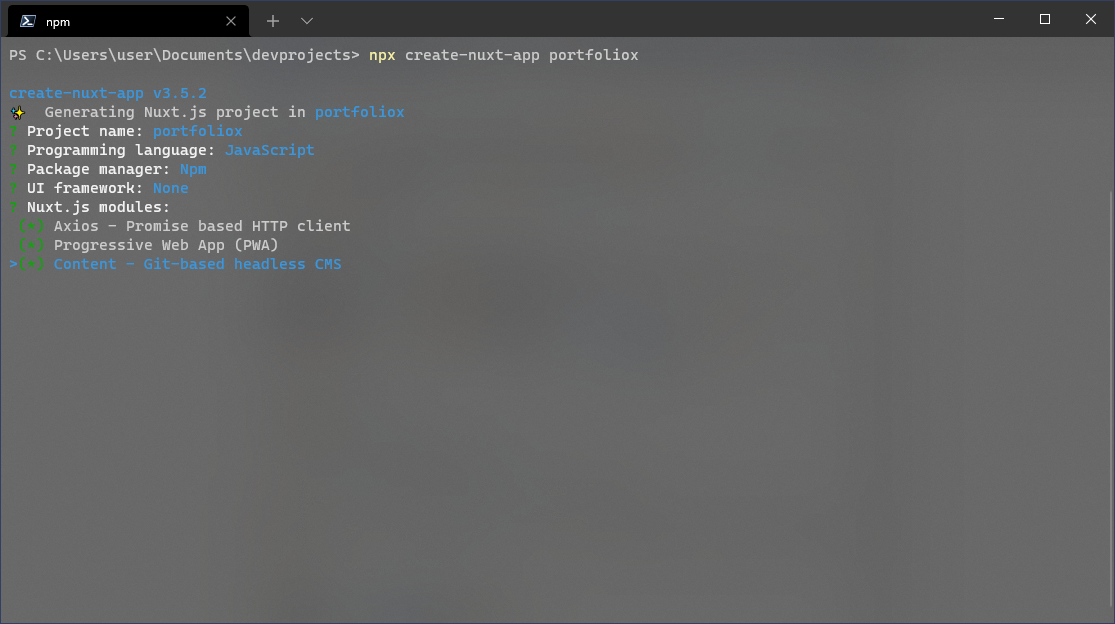 npm
PS C:\Users\user\Documents\devprojects> npx create-nuxt-app portfoliox
create-nuxt-app v3.5.2
✨ Generating Nuxt.js project in portfoliox
? Project name: portfoliox
? Programming language: JavaScript
? Package manager: Npm
? UI framework: None
? Nuxt.js modules:
(*) Axios - Promise based HTTP client
(*) Progressive Web App (PWA)
>(*) Content - Git-based headless CMS